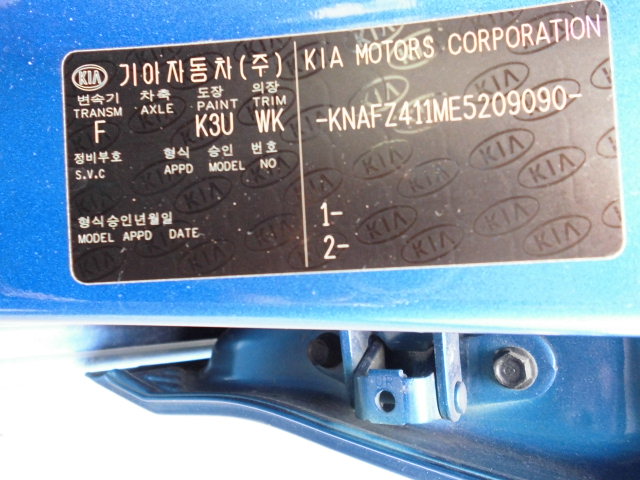 KIA 기아자동차(주) KIA MOTORS CORPORATION
변속기 차축 도장 의장
TRANSM AXLE PAINT TRIM
F K3U WK
-KNAFZ411ME5209090-
정비부호 형식 승인 번호
S.V.C APPD MODEL NO
형식승인년월일
MODEL APPD DATE
1-
2-